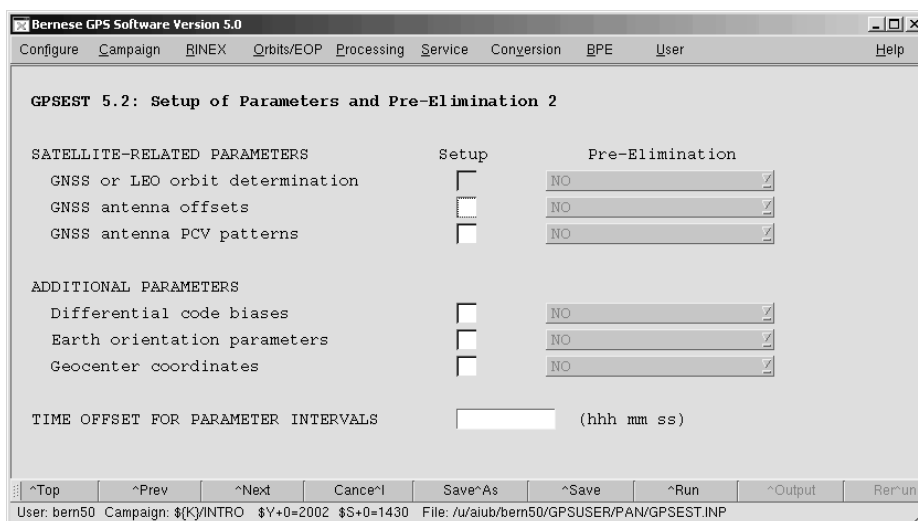 Bernese GPS Software Version 5.0
Configure Campaign RINEX Orbits/EOP Processing Service Conversion BPE User Help
GPSEST 5.2: Setup of Parameters and Pre-Elimination 2
SATELLITE-RELATED PARAMETERS Setup Pre-Elimination
GNSS or LEO orbit determination NO
GNSS antenna offsets NO
GNSS antenna PCV patterns NO
ADDITIONAL PARAMETERS
Differential code biases NO
Earth orientation parameters NO
Geocenter coordinates NO
TIME OFFSET FOR PARAMETER INTERVALS (hhh mm ss)
^Top ^Prev ^Next Cance^l Save^As ^Save ^Run ^Output Rer^un
User: bern50 Campaign: ${K}/INTRO $Y+0=2002 $S+0=1430 File: /u/aiub/bern50/GPSUSER/PAN/GPSEST.INP